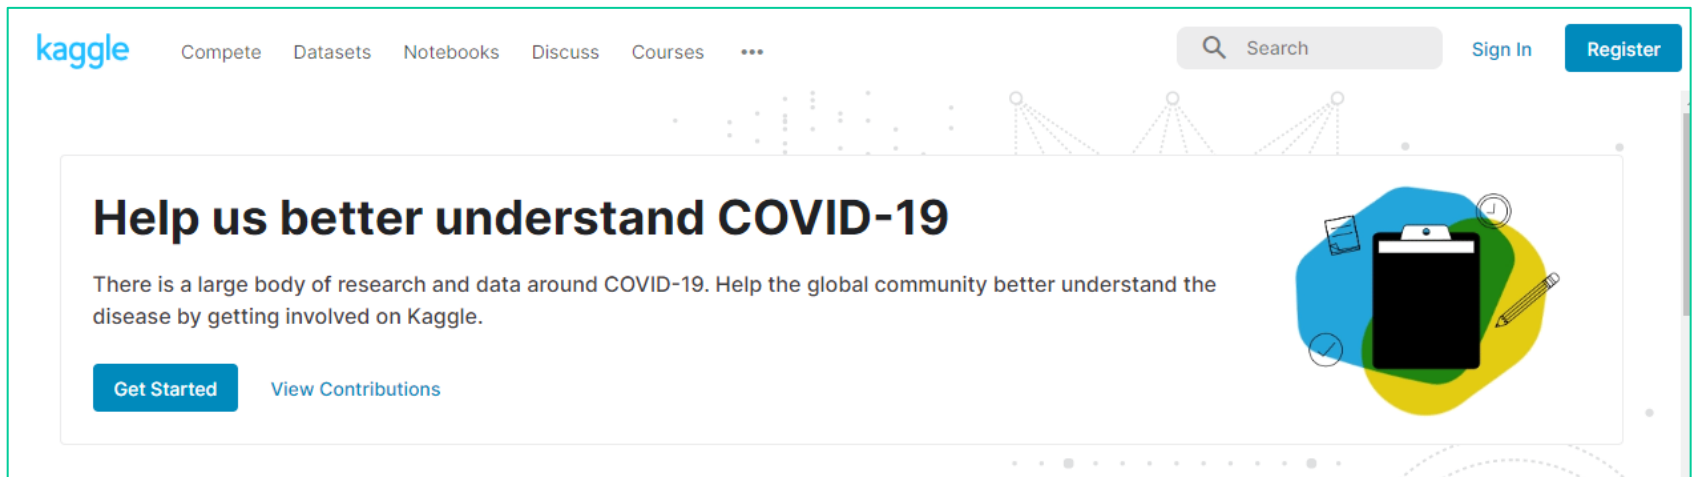 kaggle Compete Datasets Notebooks Discuss Courses ••• Search Sign In Register
Help us better understand COVID-19
There is a large body of research and data around COVID-19. Help the global community better understand the
disease by getting involved on Kaggle.
Get Started View Contributions